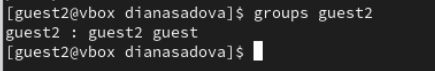 [guest2@vbox dianasadova]$ groups guest2
guest2 : guest2 guest
[guest2@vbox dianasadova]$